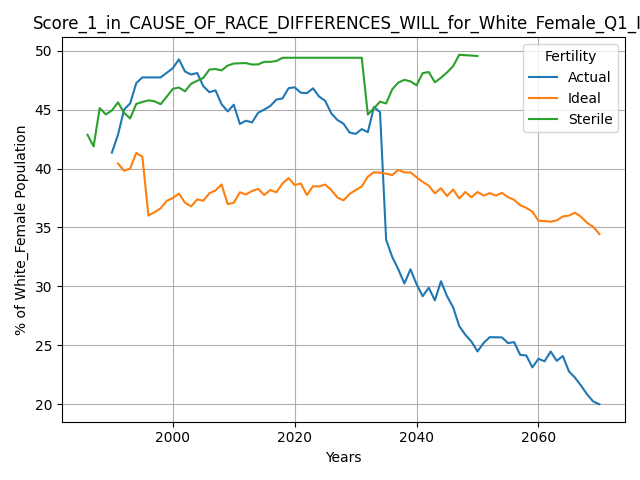 Score_1_in_CAUSE_OF_RACE_DIFFERENCES_WILL_for_White_Female_Q1_I
% of White_Female Population
50
45
40
35
30
25
20
Fertility
Actual
Ideal
Sterile
2000
2020
2040
2060
Years